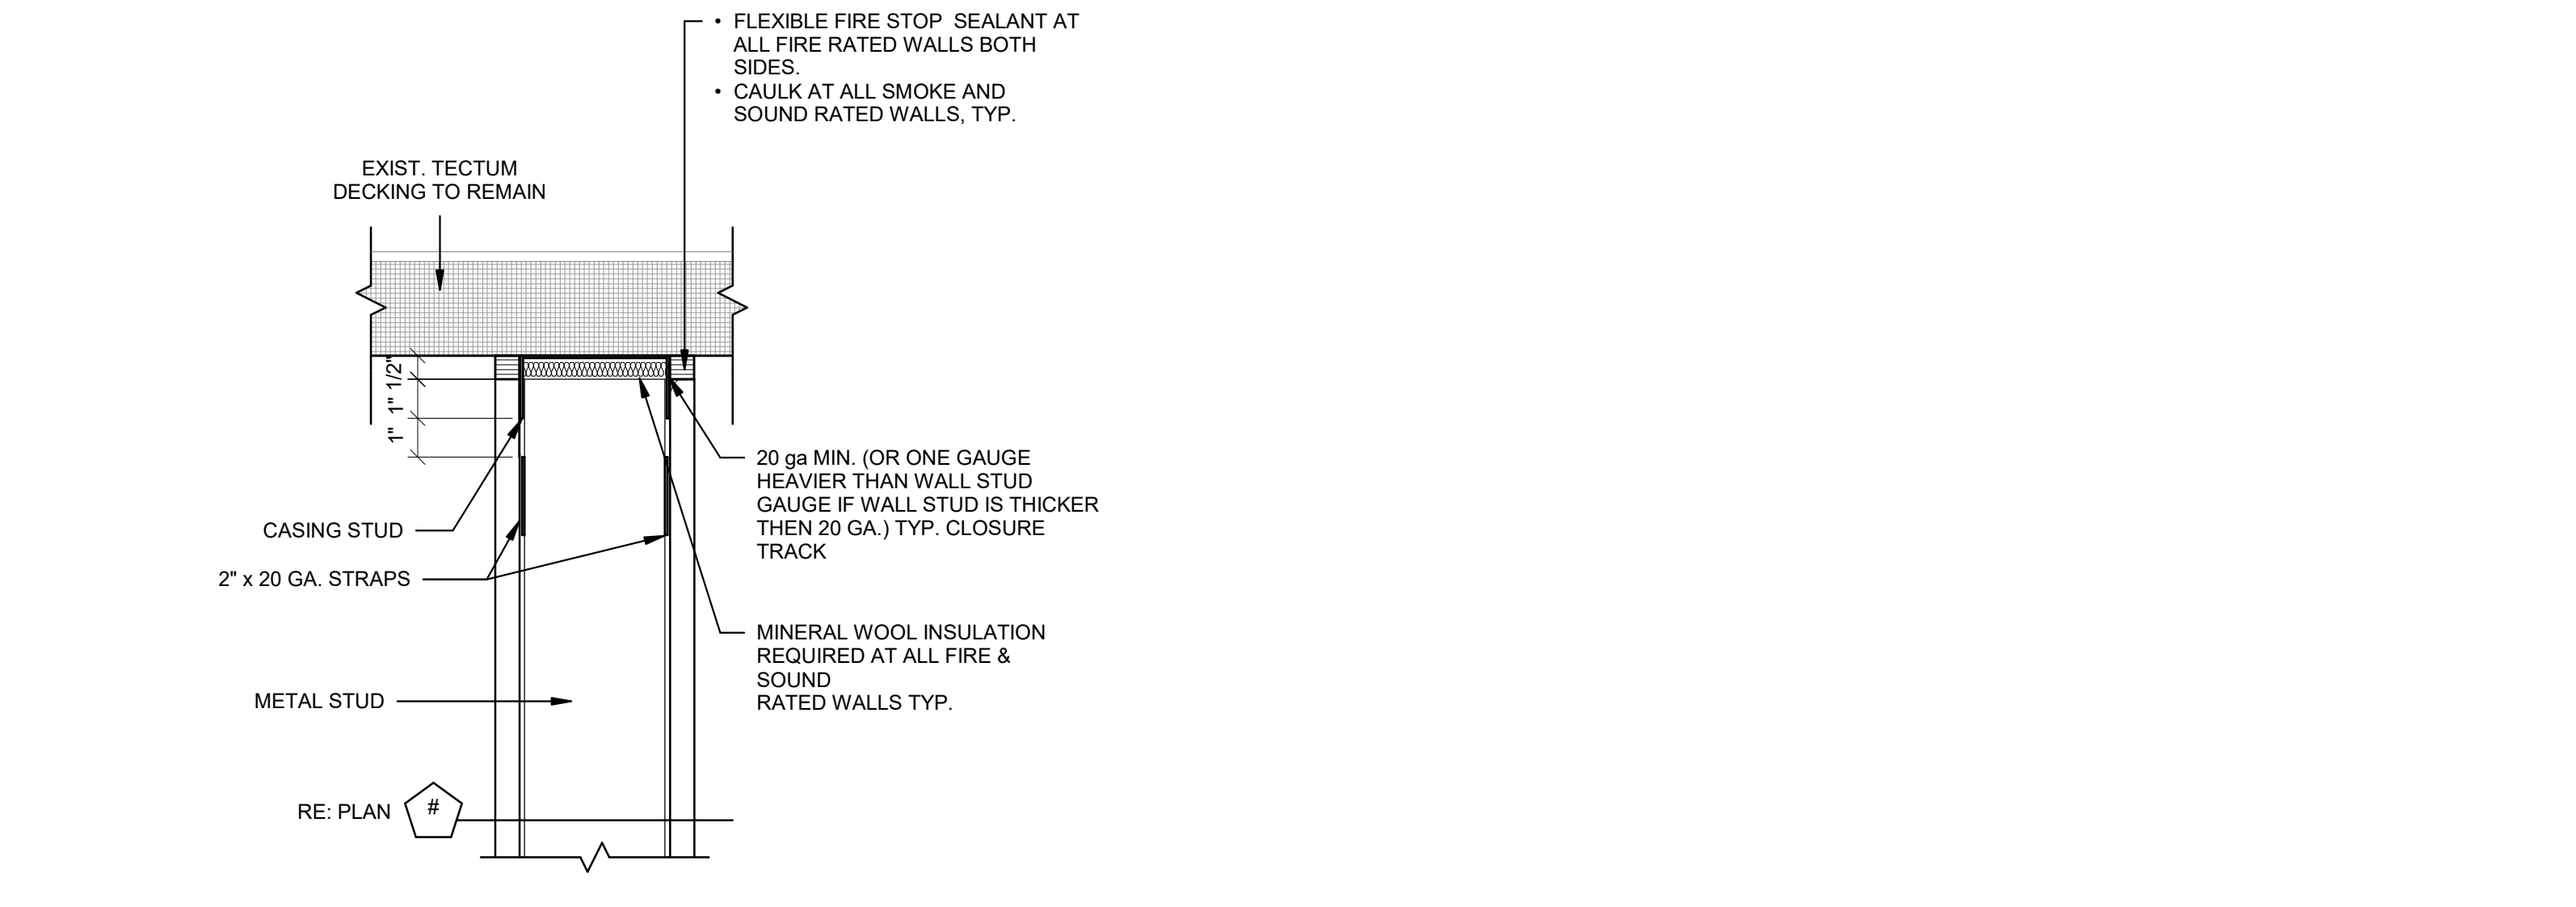 • FLEXIBLE FIRE STOP  SEALANT AT
ALL FIRE RATED WALLS BOTH
SIDES.
• CAULK AT ALL SMOKE AND
SOUND RATED WALLS, TYP.
EXIST. TECTUM
DECKING TO REMAIN
1/2"
1"
1"
20 ga MIN. (OR ONE GAUGE
HEAVIER THAN WALL STUD
GAUGE IF WALL STUD IS THICKER
THEN 20 GA.) TYP. CLOSURE
TRACK
CASING STUD
2" x 20 GA. STRAPS
MINERAL WOOL INSULATION
REQUIRED AT ALL FIRE &
SOUND
RATED WALLS TYP.
METAL STUD
RE: PLAN
#